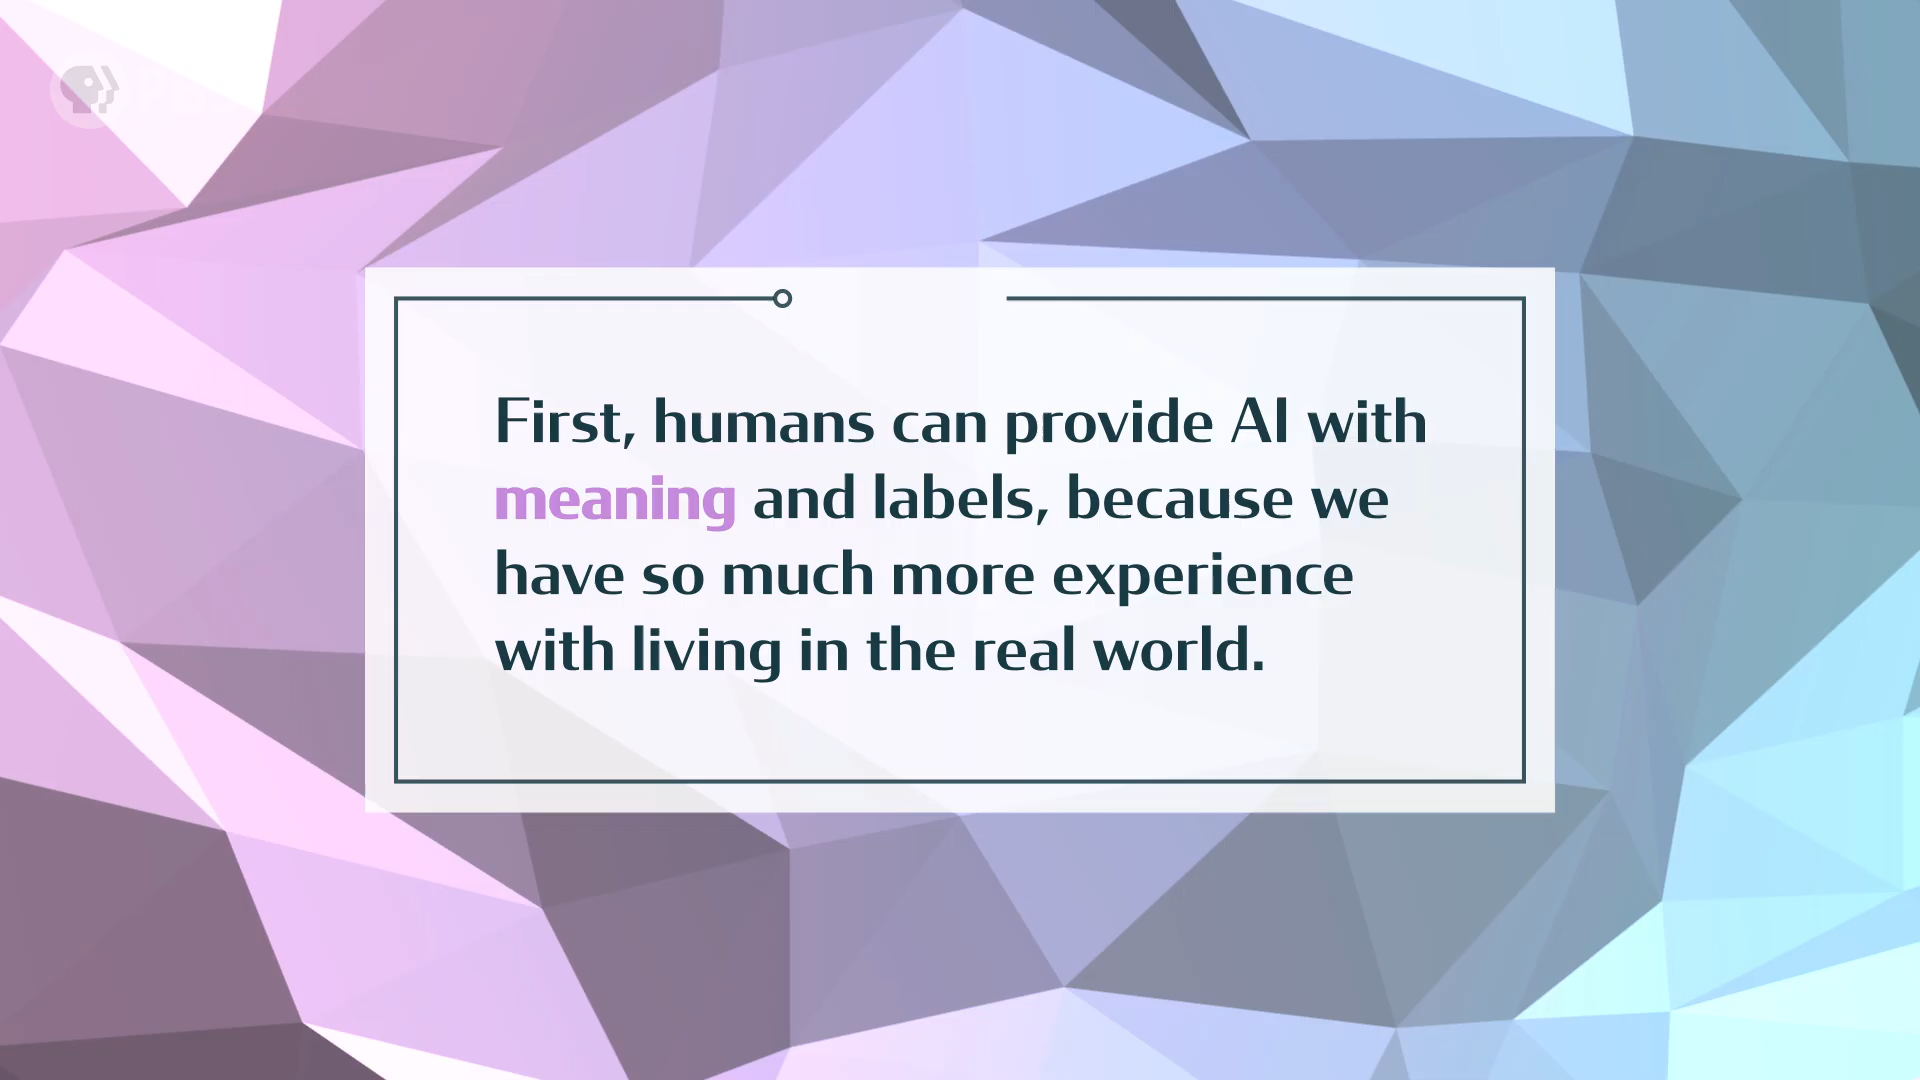 First, humans can provide AI with
meaning and labels, because we
have so much more experience
with living in the real world.